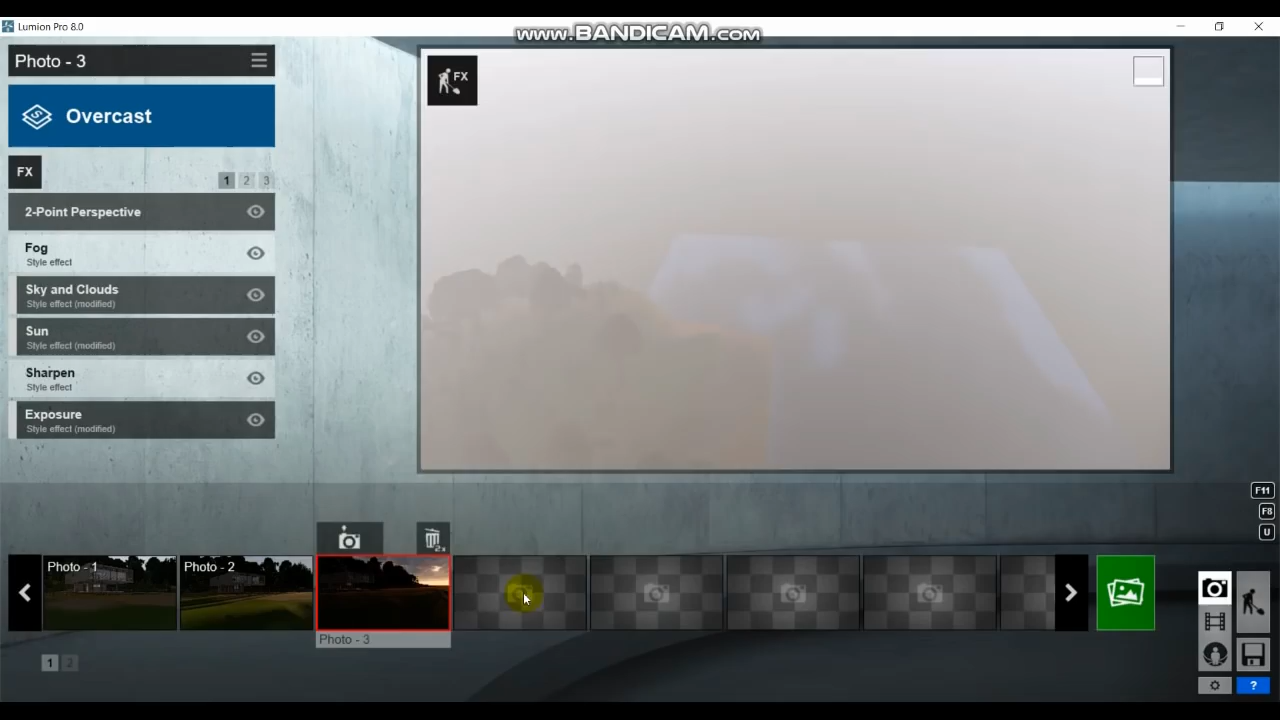 Lumion Pro 8.0
www.BANDICAM.com
Photo - 3
FX
Overcast
FX
1 2 3
2-Point Perspective
Fog
Style effect
Sky and Clouds
Style effect (modified)
Sun
Style effect (modified)
Sharpen
Style effect
Exposure
Style effect (modified)
F11
F8
U
2x
Photo - 1
Photo - 2
Photo - 3
1 2
?